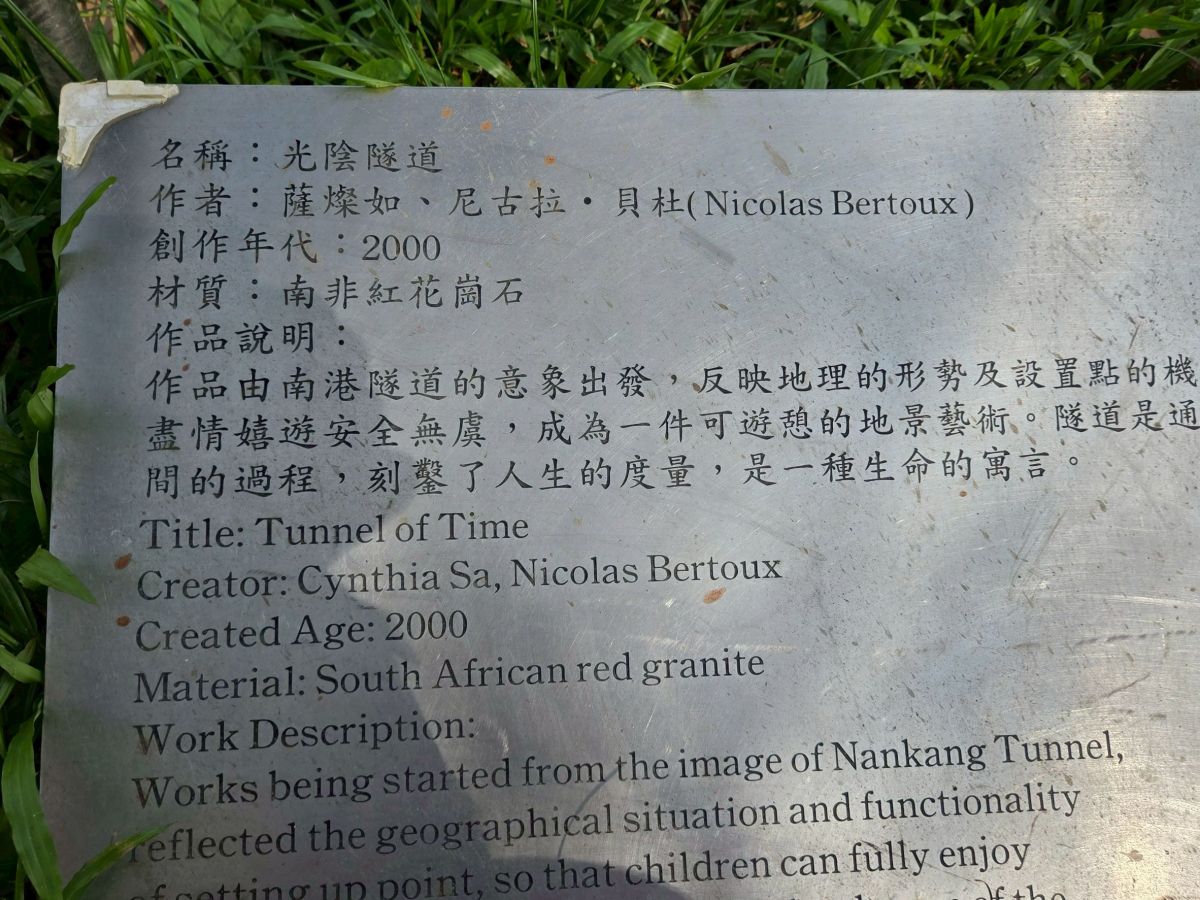 名稱：光陰隧道
作者：薩燦如、尼古拉・貝杜(Nicolas Bertoux)
創作年代：2000
材質：南非紅花崗石
作品說明：
作品由南港隧道的意象出發，反映地理的形勢及設置點的機
盡情嬉遊安全無虞，成為一件可遊憩的地景藝術。隧道是通
間的過程，刻鑿了人生的度量，是一種生命的寓言。
Title: Tunnel of Time
Creator: Cynthia Sa, Nicolas Bertoux
Created Age: 2000
Material: South African red granite
Work Description:
Works being started from the image of Nankang Tunnel,
reflected the geographical situation and functionality
of setting up point, so that children can fully enjoy
of the